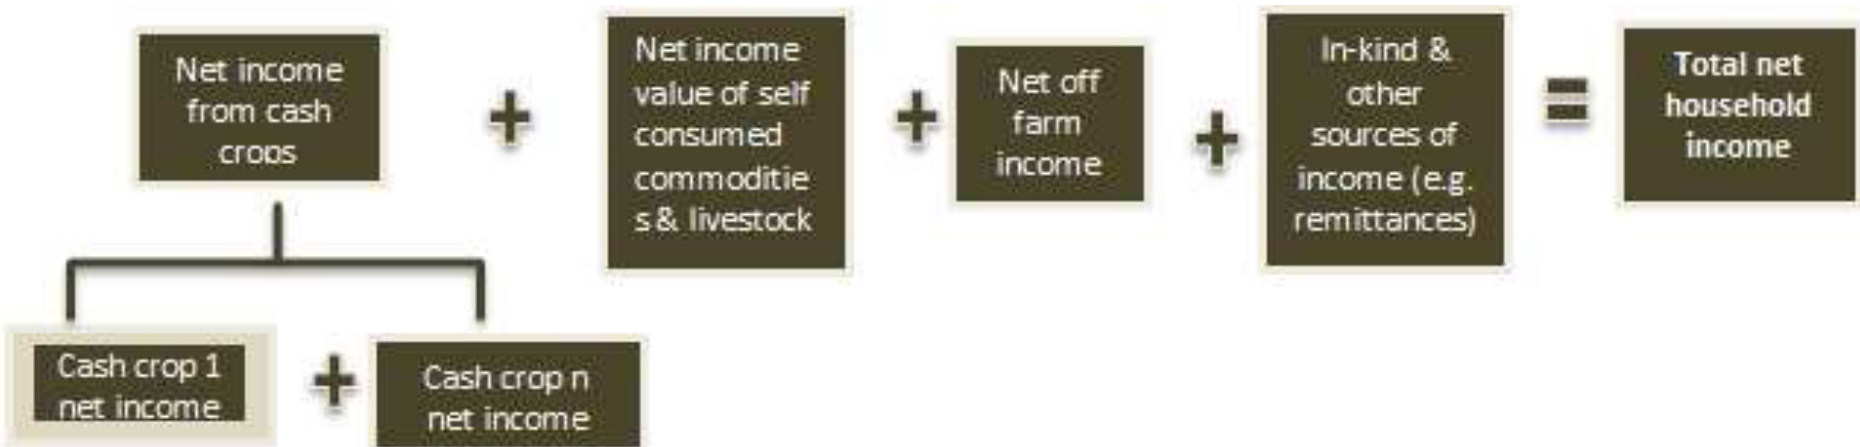 Net income
from cash
crops
+
Net income
value of self
consumed
commoditie
s & livestock
+
Net off
farm
income
+
In-kind &
other
sources of
income (e.g.
remittances)
=
Total net
household
income
Cash crop 1
net income
+
Cash crop n
net income